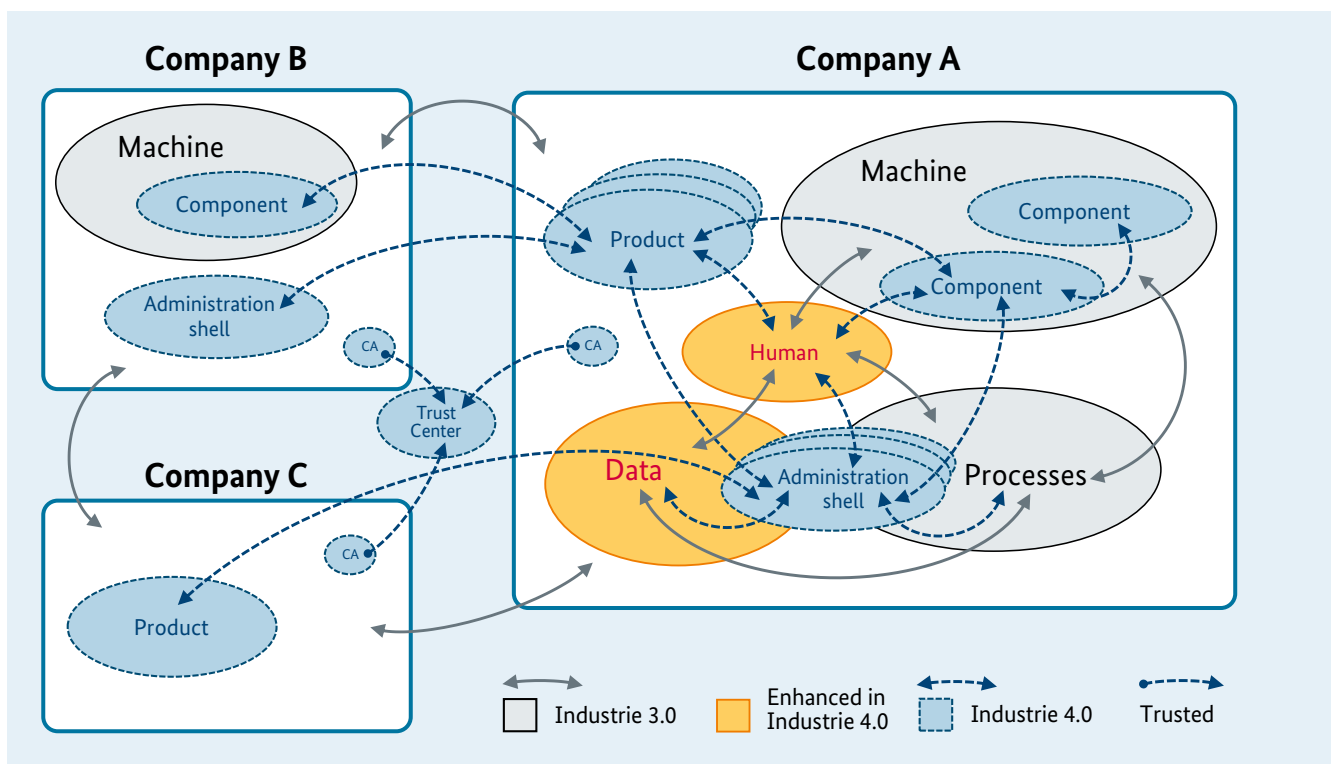 Company B
Machine
Component
Administration
shell
CA
Trust
Center
Company C
CA
Product
Company A
Product
Machine
Component
Component
Human
CA
Data
Administration
shell
Processes
Industrie 3.0
Enhanced in
Industrie 4.0
Industrie 4.0
Trusted